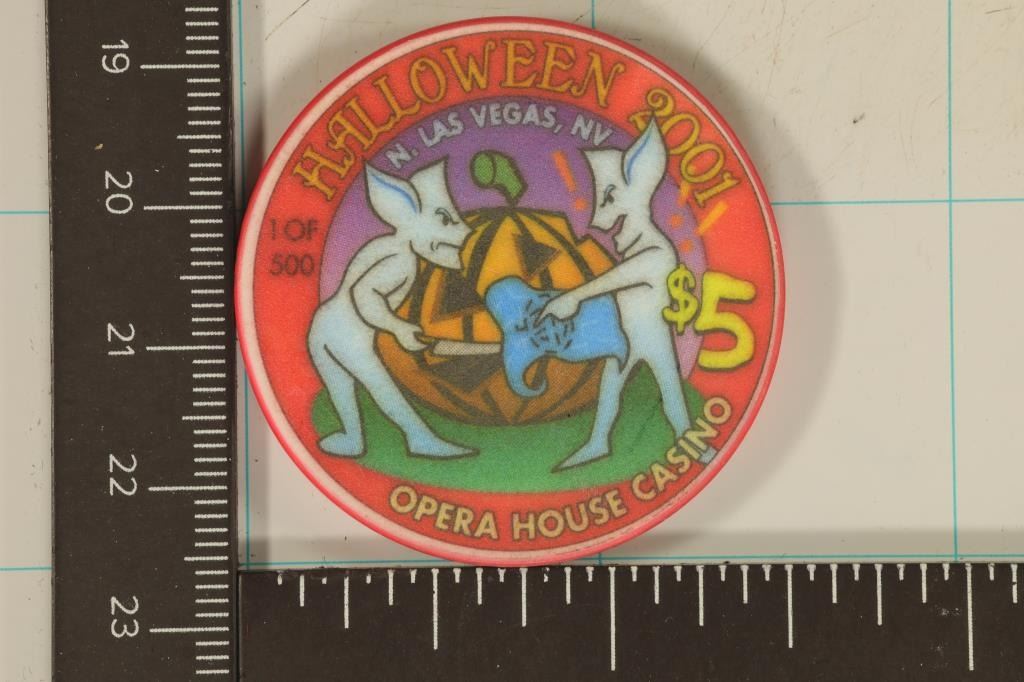 HALLOWEEN 2001
N. LAS VEGAS, NV
1 OF
500
$5
OPERA HOUSE CASINO
19
20
21
22
23